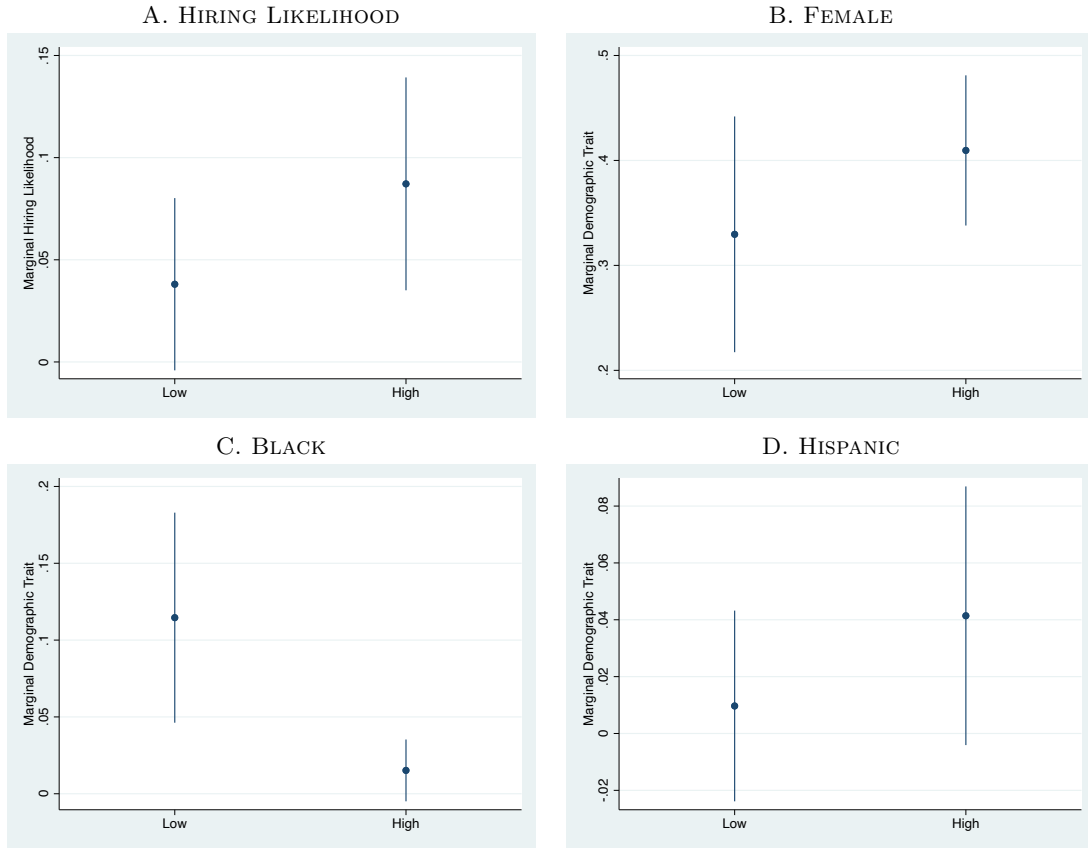 A. HIRING LIKELIHOOD
Marginal Hiring Likelihood
.15
.1
.05
0
Low High
B. FEMALE
Marginal Demographic Trait
.5
.4
.3
.2
Low High
C. BLACK
Marginal Demographic Trait
.2
.15
.1
.05
0
Low High
D. HISPANIC
Marginal Demographic Trait
.08
.06
.04
.02
0
-.02
Low High